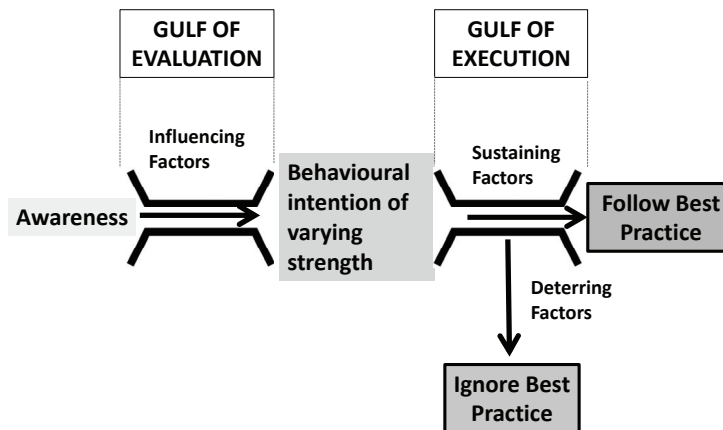 GULF OF
EVALUATION
GULF OF
EXECUTION
Influencing
Factors
Sustaining
Factors
Awareness
Behavioural
intention of
varying
strength
Follow Best
Practice
Deterring
Factors
Ignore Best
Practice